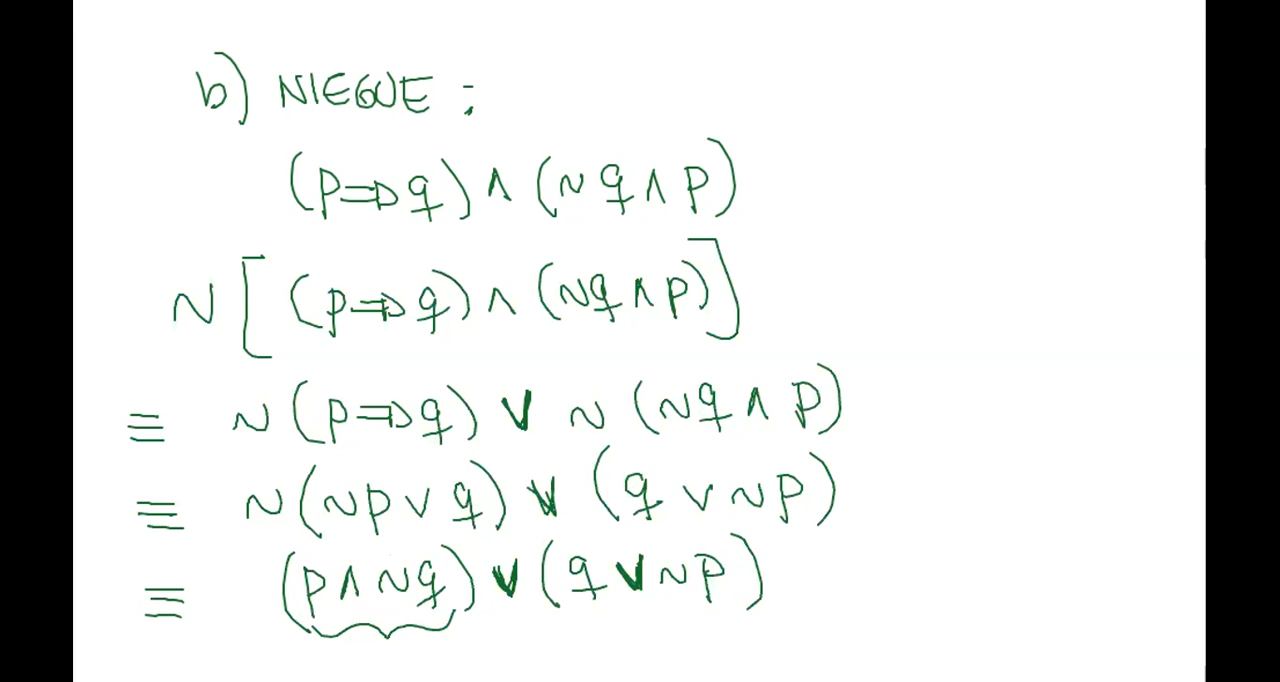 b) NIEGUE :
(p⇒q) ∧ (~q ∧ p)
~[(p⇒q) ∧ (~q ∧ p)]
≡ ~(p⇒q) ∨ ~(~q ∧ p)
≡ ~(~p ∨ q) ∨ (q ∨ ~p)
≡ (p ∧ ~q) ∨ (q ∨ ~p)